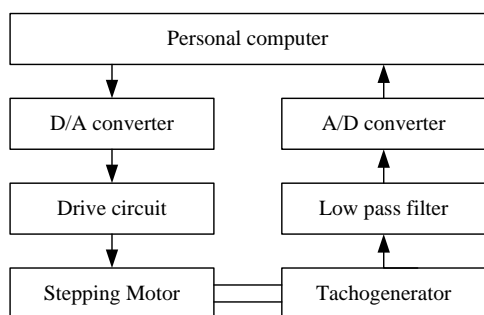 Personal computer
D/A converter
A/D converter
Drive circuit
Low pass filter
Stepping Motor
Tachogenerator